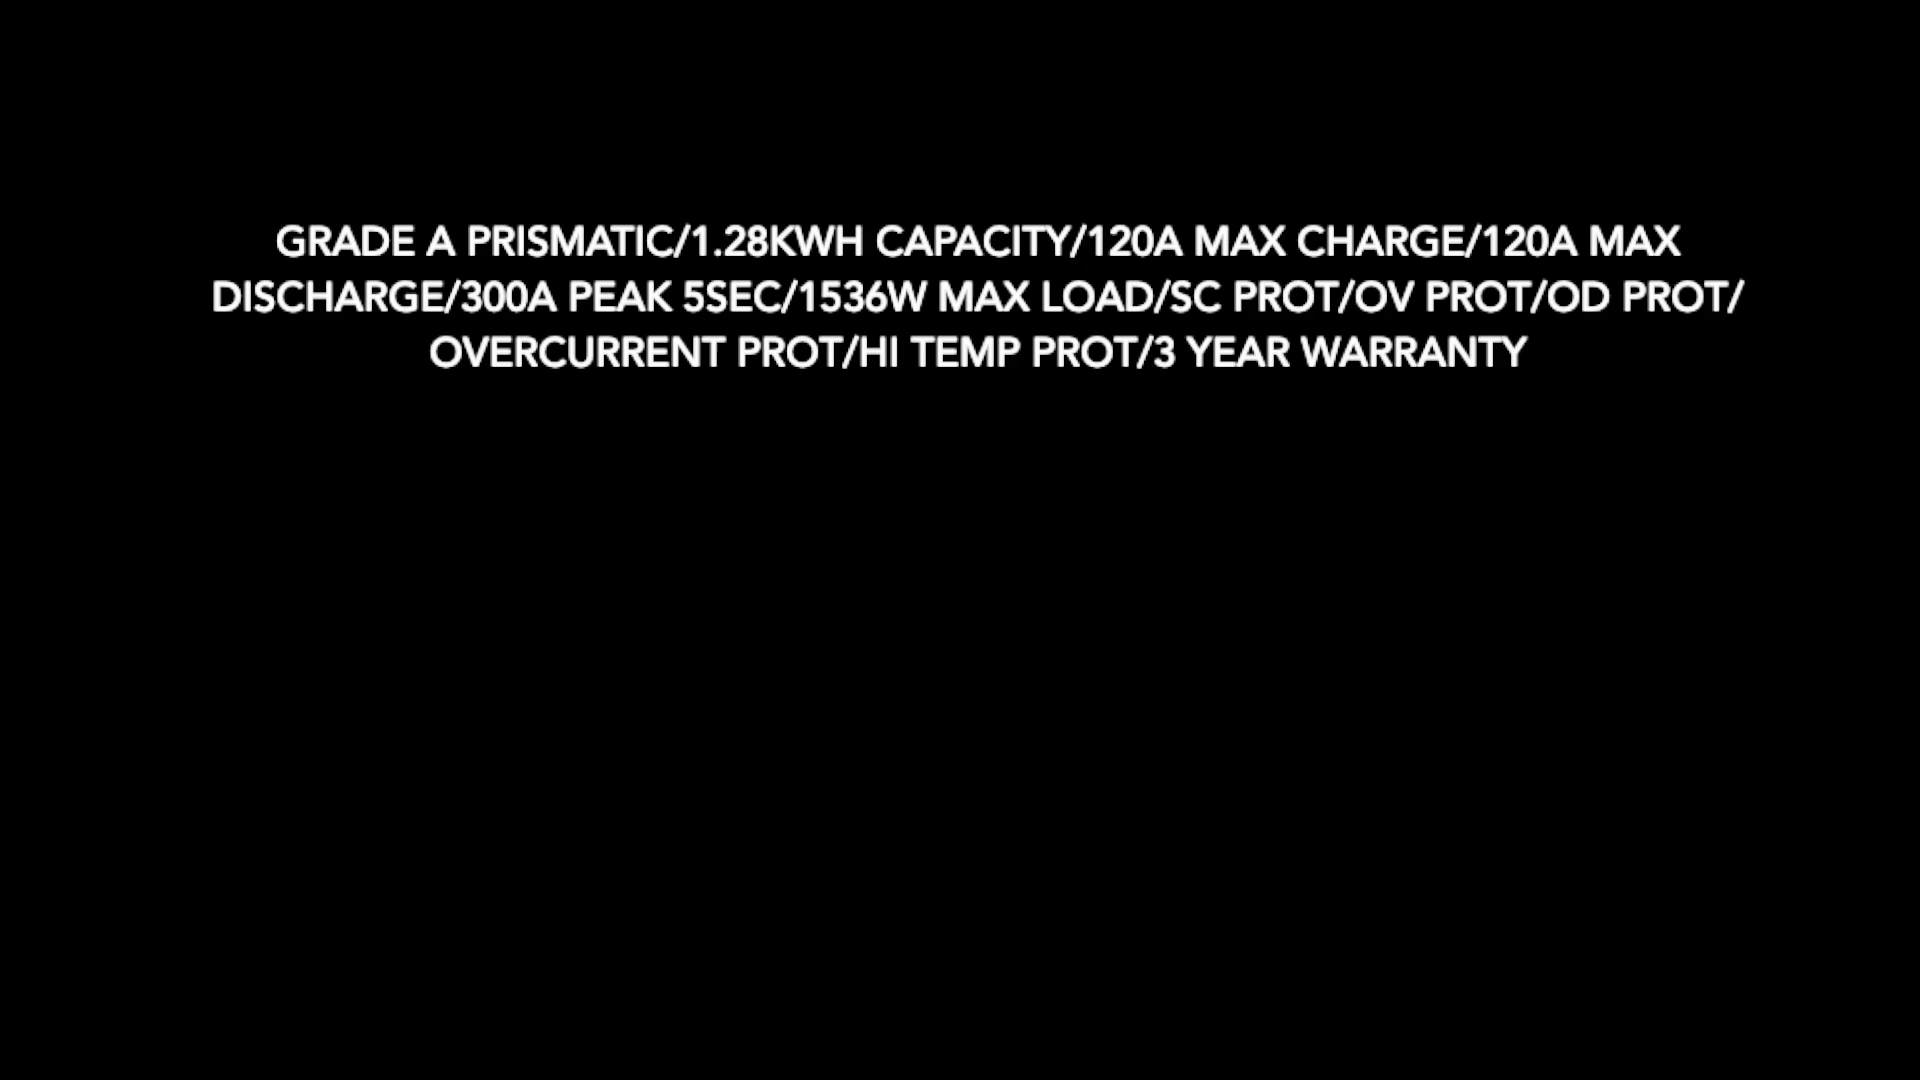 GRADE A PRISMATIC/1.28KWH CAPACITY/120A MAX CHARGE/120A MAX
DISCHARGE/300A PEAK 5SEC/1536W MAX LOAD/SC PROT/OV PROT/OD PROT/
OVERCURRENT PROT/HI TEMP PROT/3 YEAR WARRANTY